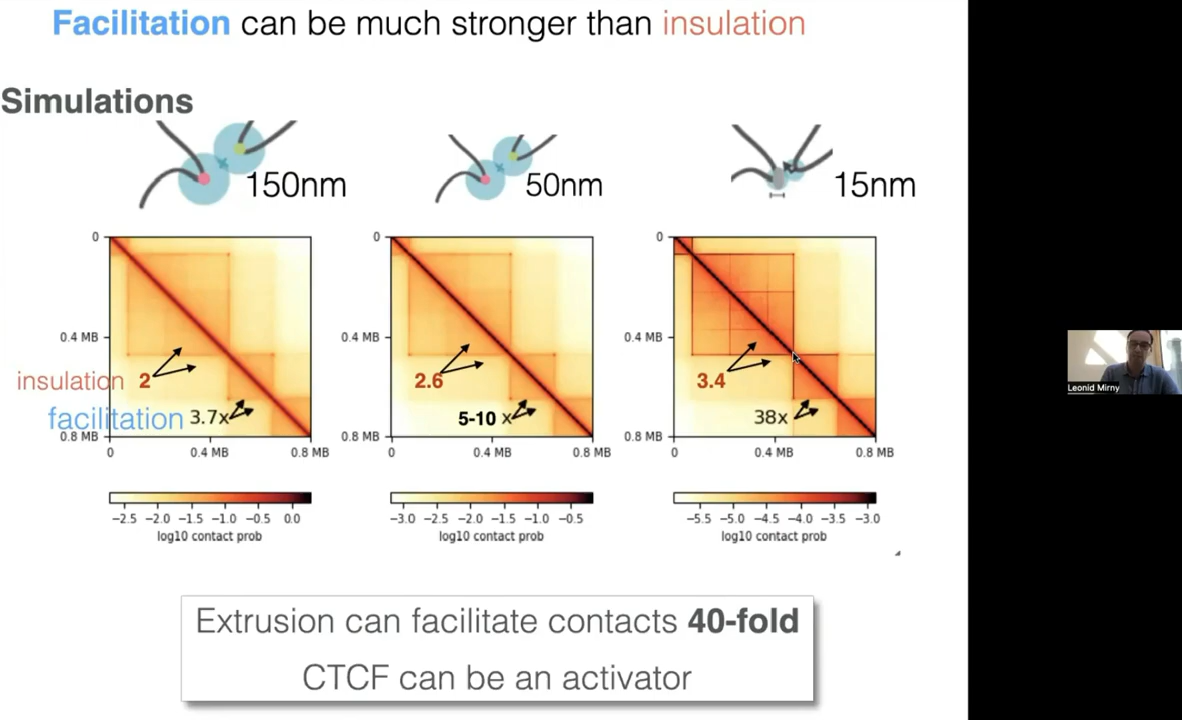 Facilitation can be much stronger than insulation
Simulations
150nm
50nm
15nm
0
0.4 MB
0.8 MB
0
0.4 MB
0.8 MB
insulation 2
facilitation 3.7x
log10 contact prob
−2.5 −2.0 −1.5 −1.0 −0.5 0.0
0
0.4 MB
0.8 MB
0
0.4 MB
0.8 MB
2.6
5-10 x
−3.0 −2.5 −2.0 −1.5 −1.0 −0.5
log10 contact prob
0
0.4 MB
0.8 MB
0
0.4 MB
0.8 MB
3.4
38x
−5.5 −5.0 −4.5 −4.0 −3.5 −3.0
log10 contact prob
Extrusion can facilitate contacts 40-fold
CTCF can be an activator
Leonid Mirny